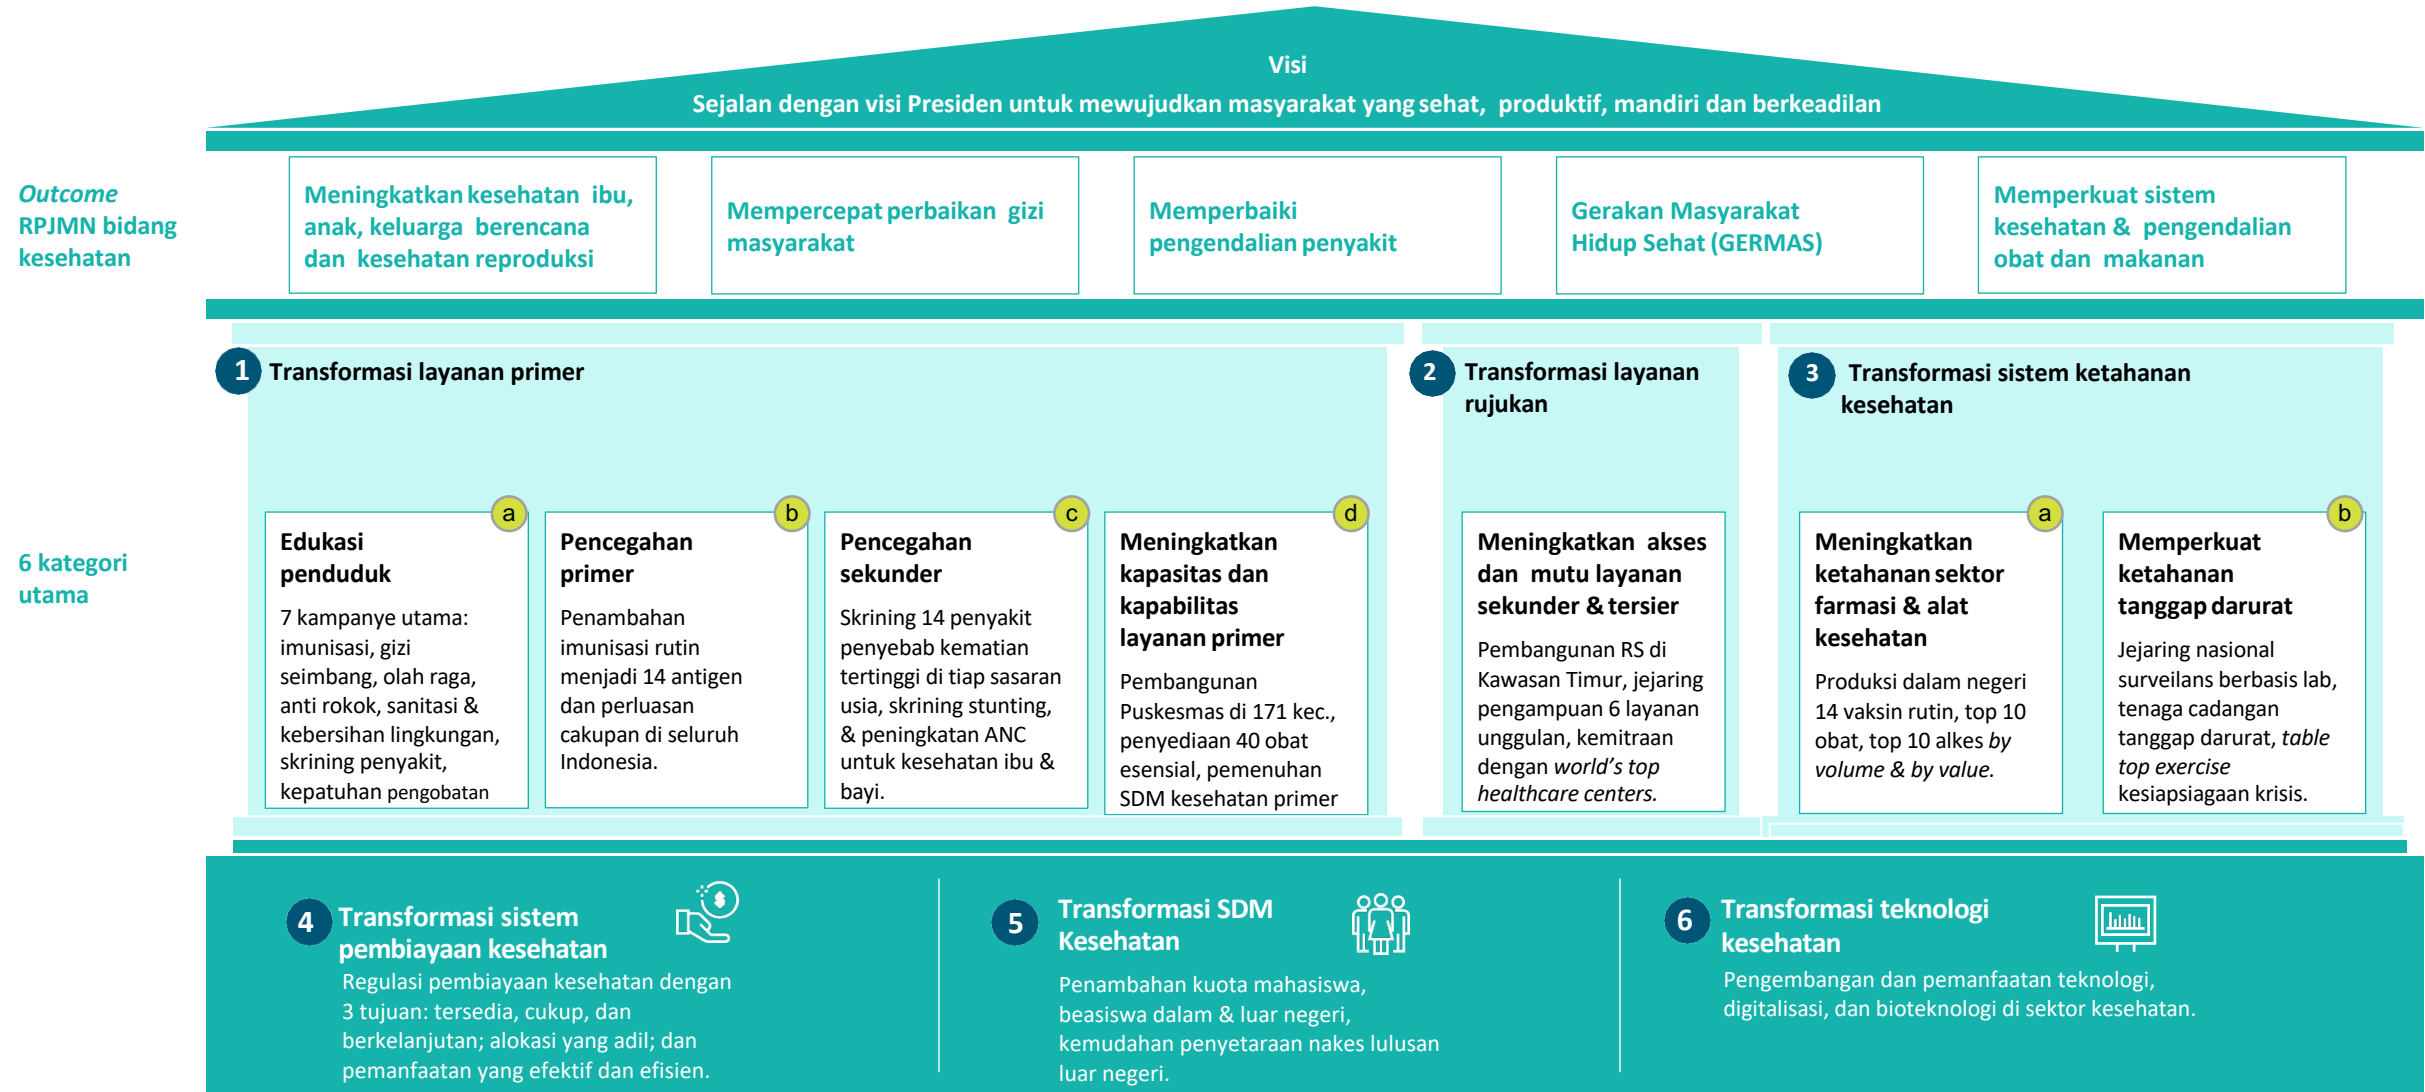 Visi
Sejalan dengan visi Presiden untuk mewujudkan masyarakat yang sehat, produktif, mandiri dan berkeadilan
Outcome
RPJMN bidang
kesehatan
Meningkatkan kesehatan ibu,
anak, keluarga berencana
dan kesehatan reproduksi
Mempercepat perbaikan gizi
masyarakat
Memperbaiki
pengendalian penyakit
Gerakan Masyarakat
Hidup Sehat (GERMAS)
Memperkuat sistem
kesehatan & pengendalian
obat dan makanan
6 kategori
utama
1 Transformasi layanan primer
a
Edukasi
penduduk
7 kampanye utama:
imunisasi, gizi
seimbang, olah raga,
anti rokok, sanitasi &
kebersihan lingkungan,
skrining penyakit,
kepatuhan pengobatan
b
Pencegahan
primer
Penambahan
imunisasi rutin
menjadi 14 antigen
dan perluasan
cakupan di seluruh
Indonesia.
c
Pencegahan
sekunder
Skrining 14 penyakit
penyebab kematian
tertinggi di tiap sasaran
usia, skrining stunting,
& peningkatan ANC
untuk kesehatan ibu &
bayi.
d
Meningkatkan
kapasitas dan
kapabilitas
layanan primer
Pembangunan
Puskesmas di 171 kec.,
penyediaan 40 obat
esensial, pemenuhan
SDM kesehatan primer
2 Transformasi layanan
rujukan
Meningkatkan akses
dan mutu layanan
sekunder & tersier
Pembangunan RS di
Kawasan Timur, jejaring
pengampuan 6 layanan
unggulan, kemitraan
dengan world's top
healthcare centers.
3 Transformasi sistem ketahanan
kesehatan
a
Meningkatkan
ketahanan sektor
farmasi & alat
kesehatan
Produksi dalam negeri
14 vaksin rutin, top 10
obat, top 10 alkes by
volume & by value.
b
Memperkuat
ketahanan
tanggap darurat
Jejaring nasional
surveilans berbasis lab,
tenaga cadangan
tanggap darurat, table
top exercise
kesiapsiagaan krisis.
4 Transformasi sistem
pembiayaan kesehatan
Regulasi pembiayaan kesehatan dengan
3 tujuan: tersedia, cukup, dan
berkelanjutan; alokasi yang adil; dan
pemanfaatan yang efektif dan efisien.
5 Transformasi SDM
Kesehatan
Penambahan kuota mahasiswa,
beasiswa dalam & luar negeri,
kemudahan penyetaraan nakes lulusan
luar negeri.
6 Transformasi teknologi
kesehatan
Pengembangan dan pemanfaatan teknologi,
digitalisasi, dan bioteknologi di sektor kesehatan.